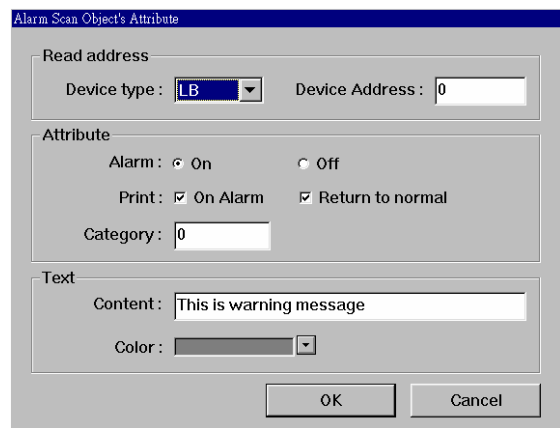 Alarm Scan Object's Attribute
Read address
Device type : LB Device Address : 0
Attribute
Alarm : On Off
Print : On Alarm Return to normal
Category : 0
Text
Content : This is warning message
Color :
OK Cancel